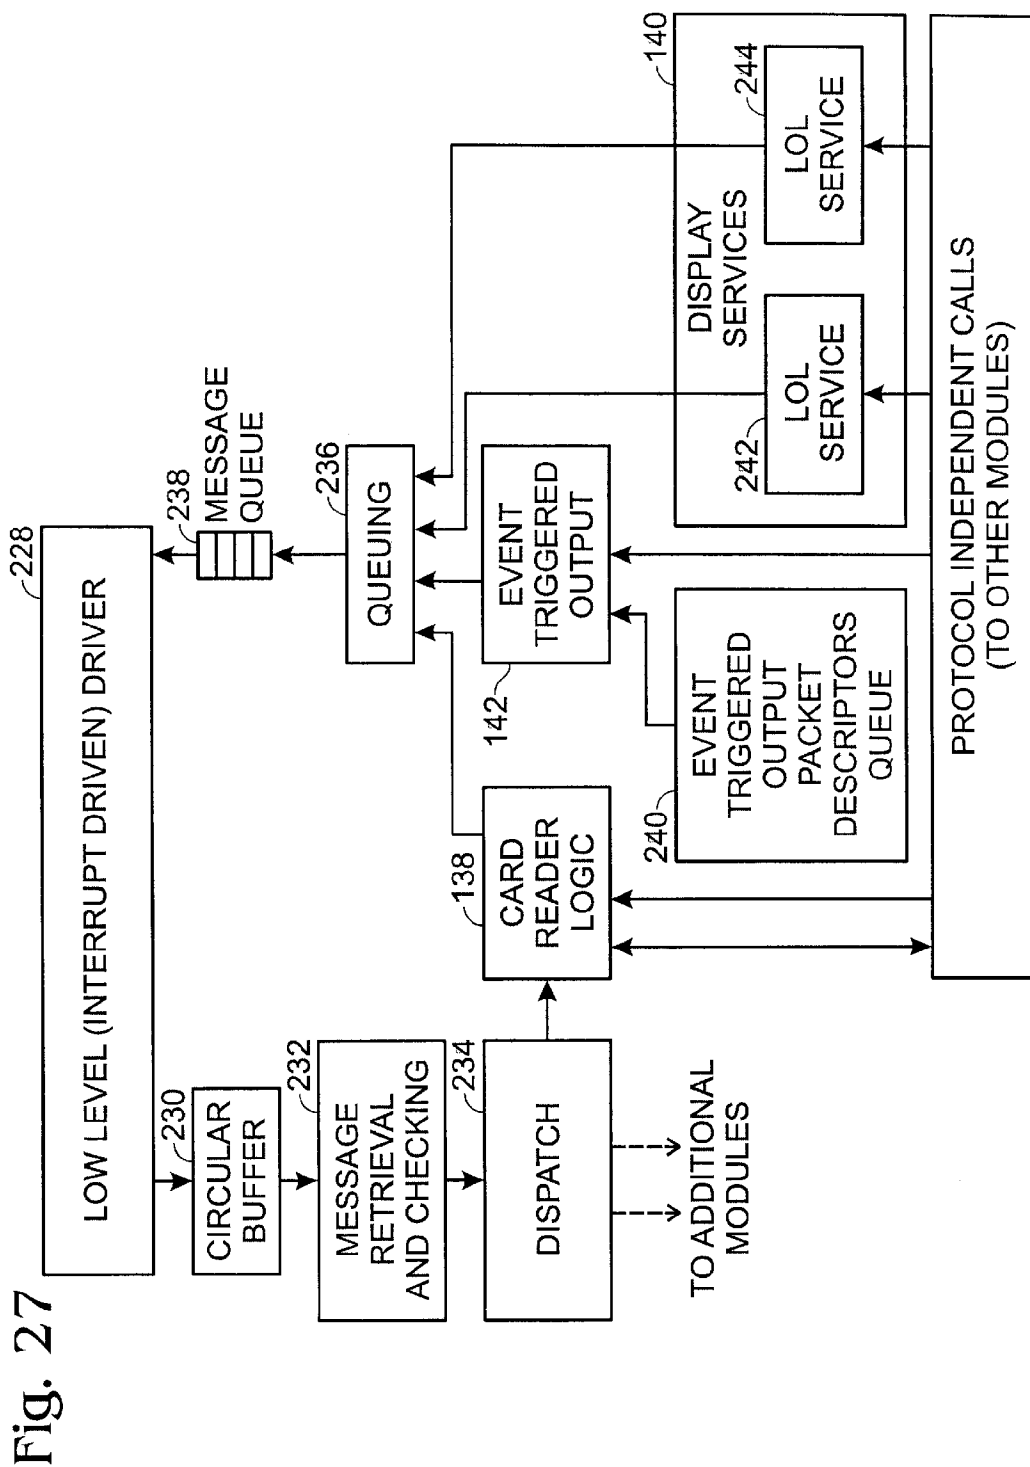 Fig. 27
228
LOW LEVEL (INTERRUPT DRIVEN) DRIVER
230
CIRCULAR
BUFFER
238
MESSAGE
QUEUE
232
MESSAGE
RETRIEVAL
AND CHECKING
236
QUEUING
234
DISPATCH
138
CARD
READER
LOGIC
142
EVENT
TRIGGERED
OUTPUT
TO ADDITIONAL
MODULES
240
EVENT
TRIGGERED
OUTPUT
PACKET
DESCRIPTORS
QUEUE
140
DISPLAY
SERVICES
242
LOL
SERVICE
244
LOL
SERVICE
PROTOCOL INDEPENDENT CALLS
(TO OTHER MODULES)